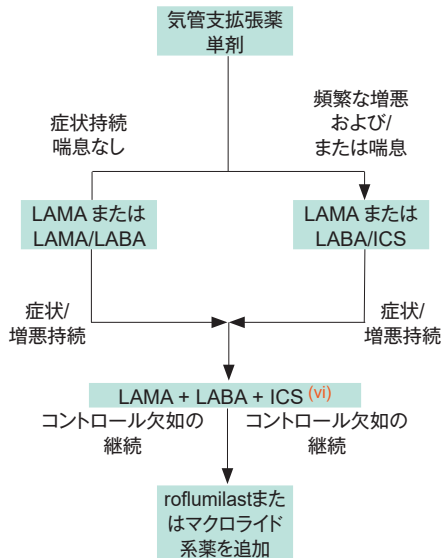 気管支拡張薬
単剤
症状持続
喘息なし
頻繁な増悪
および/
または喘息
LAMA または
LAMA/LABA
LAMA または
LABA/ICS
症状/
増悪持続
症状/
増悪持続
LAMA + LABA + ICS (vi)
コントロール欠如の
継続
コントロール欠如の
継続
roflumilastまた
はマクロライド
系薬を追加